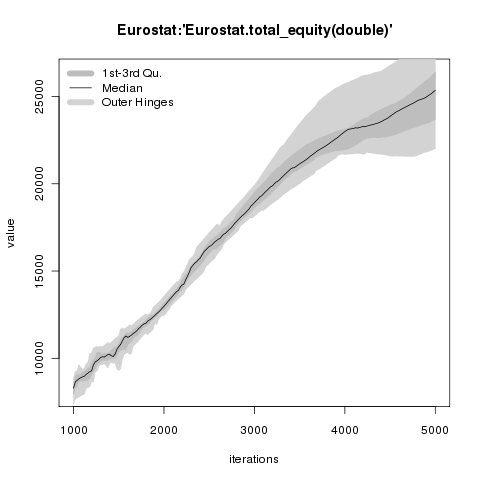 Eurostat:'Eurostat.total_equity(double)'
1st-3rd Qu.
Median
Outer Hinges
value
25000
20000
15000
10000
1000 2000 3000 4000 5000
iterations